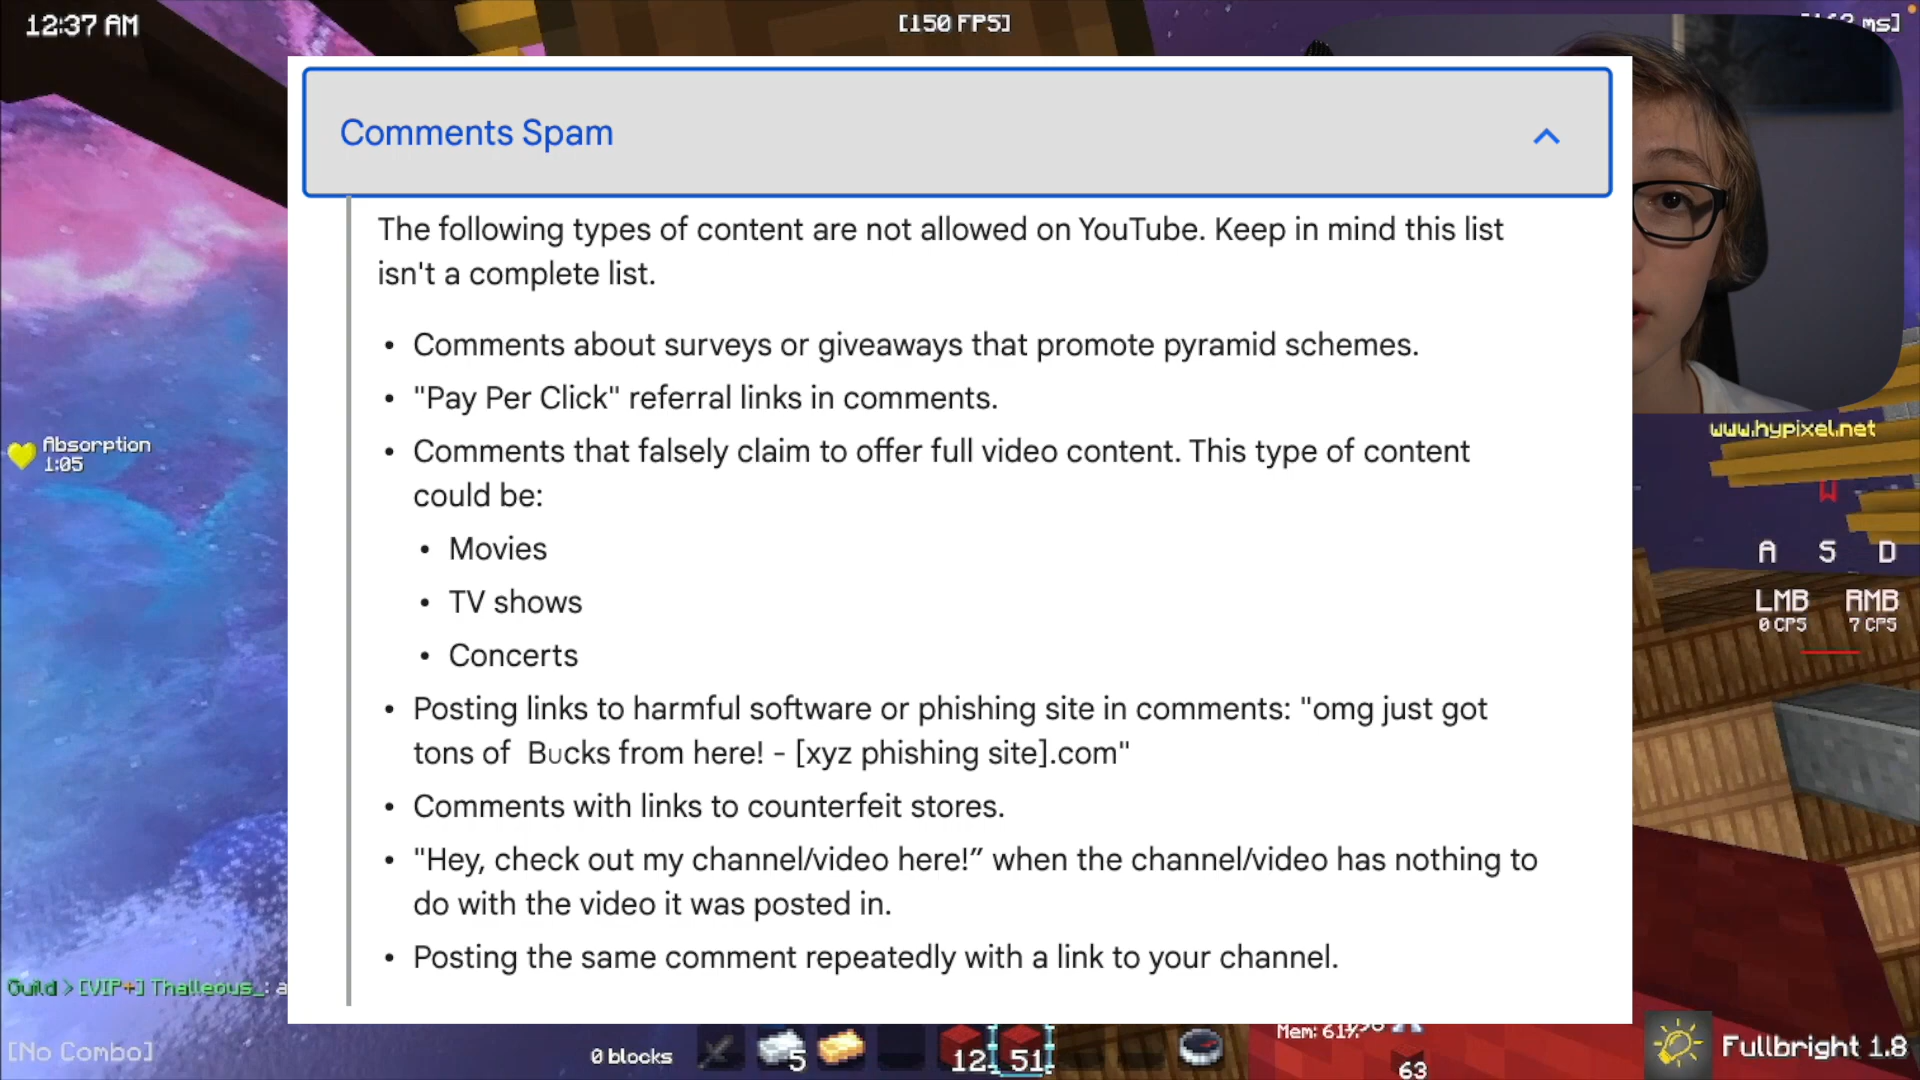 12:37 AM
[150 FPS]
ms]
Comments Spam
The following types of content are not allowed on YouTube. Keep in mind this list
isn't a complete list.
• Comments about surveys or giveaways that promote pyramid schemes.
• "Pay Per Click" referral links in comments.
• Comments that falsely claim to offer full video content. This type of content
could be:
• Movies
• TV shows
• Concerts
• Posting links to harmful software or phishing site in comments: "omg just got
tons of  Bucks from here! - [xyz phishing site].com"
• Comments with links to counterfeit stores.
• "Hey, check out my channel/video here!” when the channel/video has nothing to
do with the video it was posted in.
• Posting the same comment repeatedly with a link to your channel.
Absorption
1:05
www.hypixel.net
W
A S D
LMB RMB
0 CPS 7 CPS
Guild > [VIP+] Thalleous_: a
[No Combo]
0 blocks
5
12
51
Mem: 61%
63
Fullbright 1.8